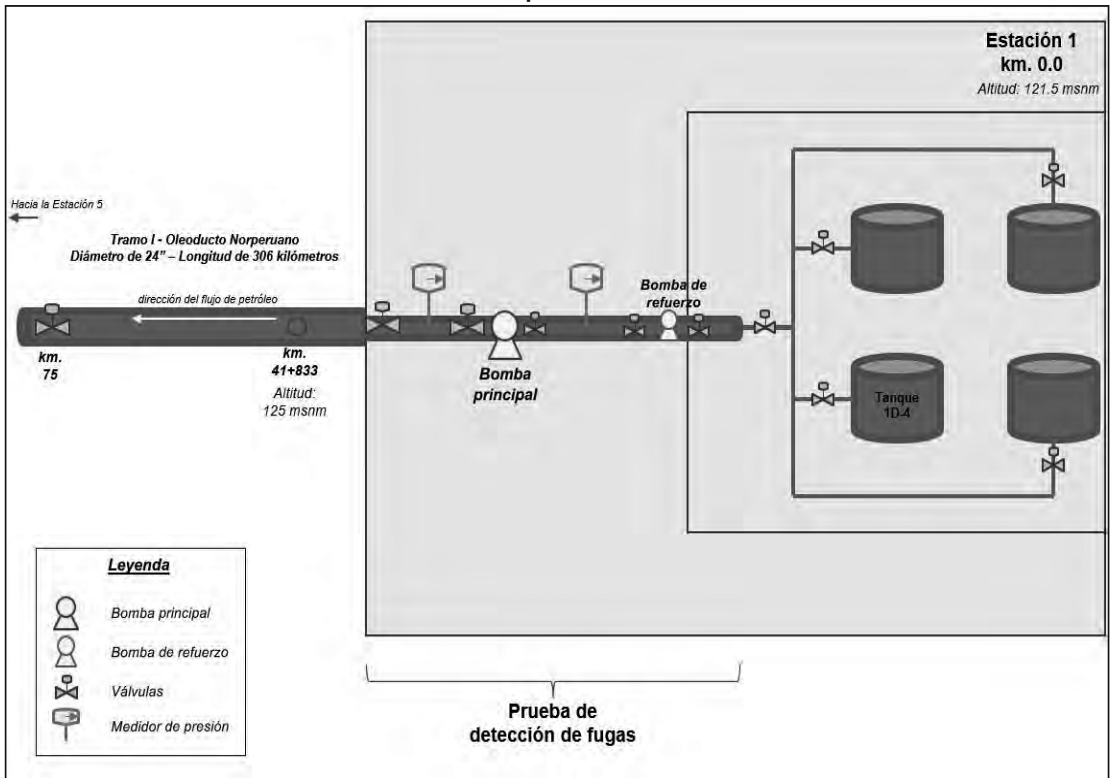 Estación 1
km. 0.0
Altitud: 121.5 msnm
Hacia la Estación 5
Tramo I - Oleoducto Norperuano
Diámetro de 24" – Longitud de 306 kilómetros
dirección del flujo de petróleo
Bomba de
refuerzo
km.
75
km.
41+833
Altitud:
125 msnm
Bomba
principal
Tanque
1D-4
Leyenda
Bomba principal
Bomba de refuerzo
Válvulas
Medidor de presión
Prueba de
detección de fugas